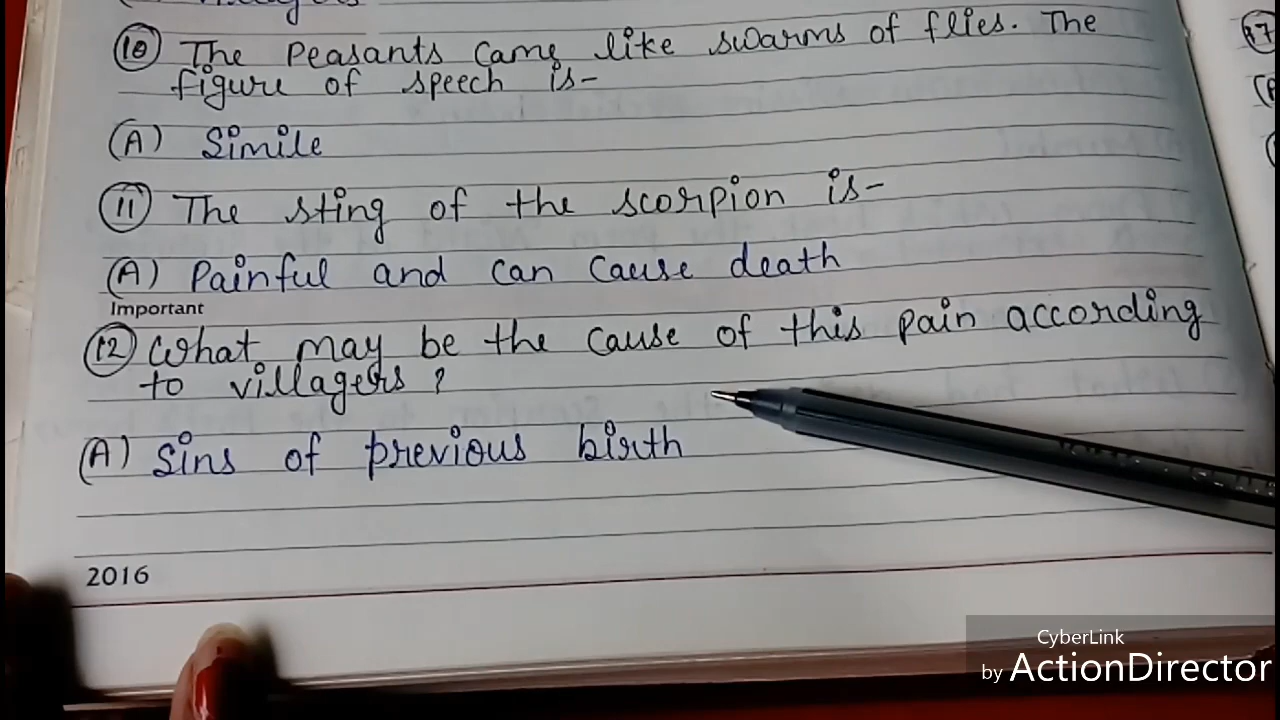 villagers
(10) The Peasants came like swarms of flies. The
figure of speech is-
(A) Simile
(11) The sting of the scorpion is-
(A) Painful and can cause death
Important
(12) What may be the cause of this pain according
to villagers?
(A) Sins of previous birth
2016
CyberLink
by ActionDirector